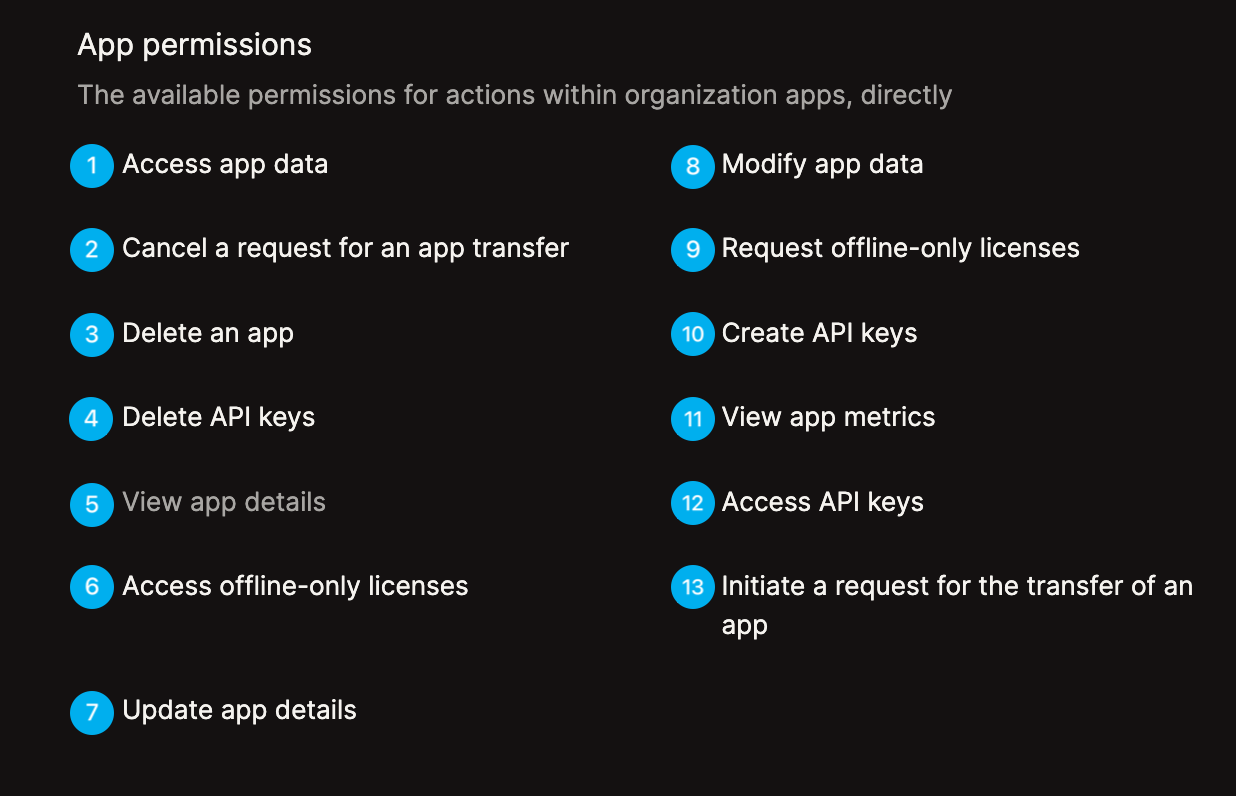 App permissions
The available permissions for actions within organization apps, directly
1 Access app data
2 Cancel a request for an app transfer
3 Delete an app
4 Delete API keys
5 View app details
6 Access offline-only licenses
7 Update app details
8 Modify app data
9 Request offline-only licenses
10 Create API keys
11 View app metrics
12 Access API keys
13 Initiate a request for the transfer of an
app